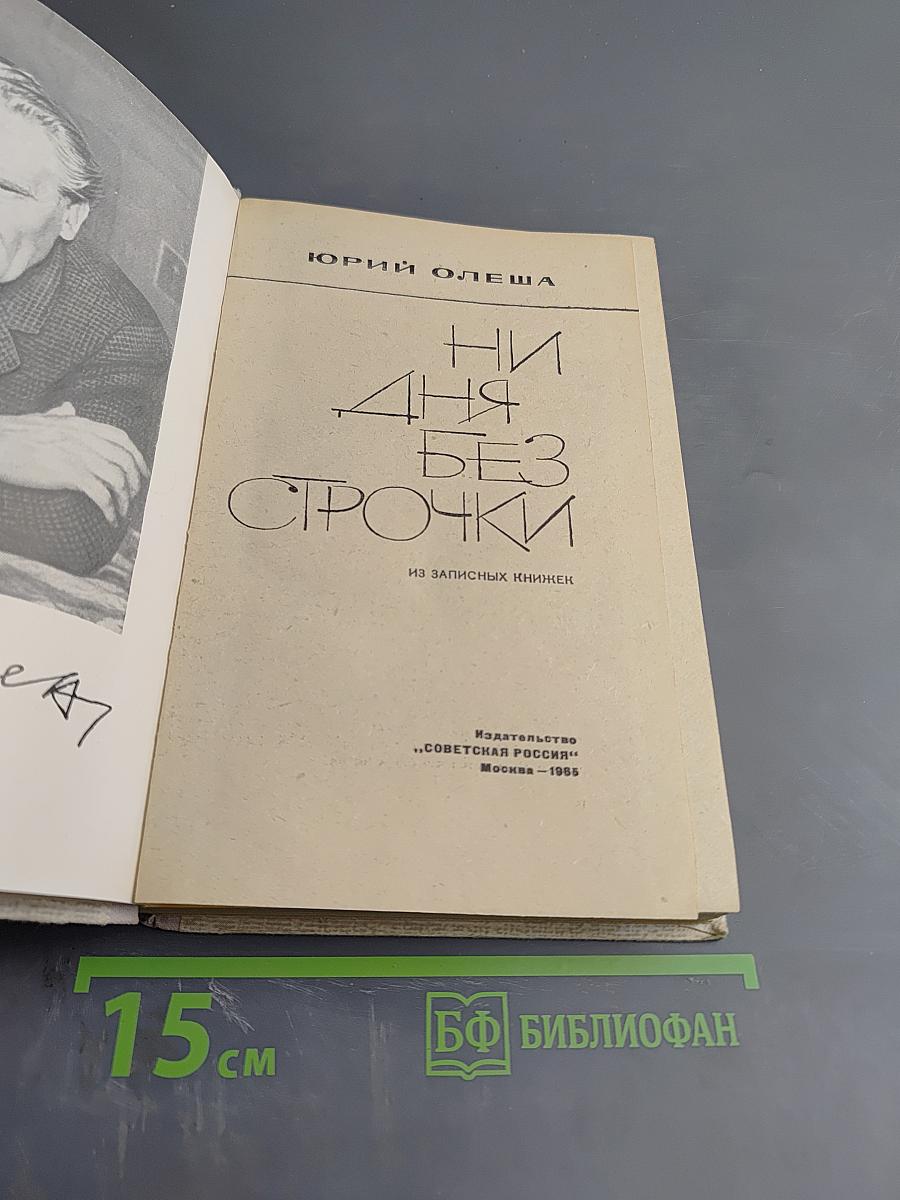 ЮРИЙ ОЛЕША
НИ
ДНЯ
БЕЗ
СТРОЧКИ
ИЗ ЗАПИСНЫХ КНИЖЕК
Издательство
„СОВЕТСКАЯ РОССИЯ“
Москва — 1965
15 см
БФ БИБЛИОФАН